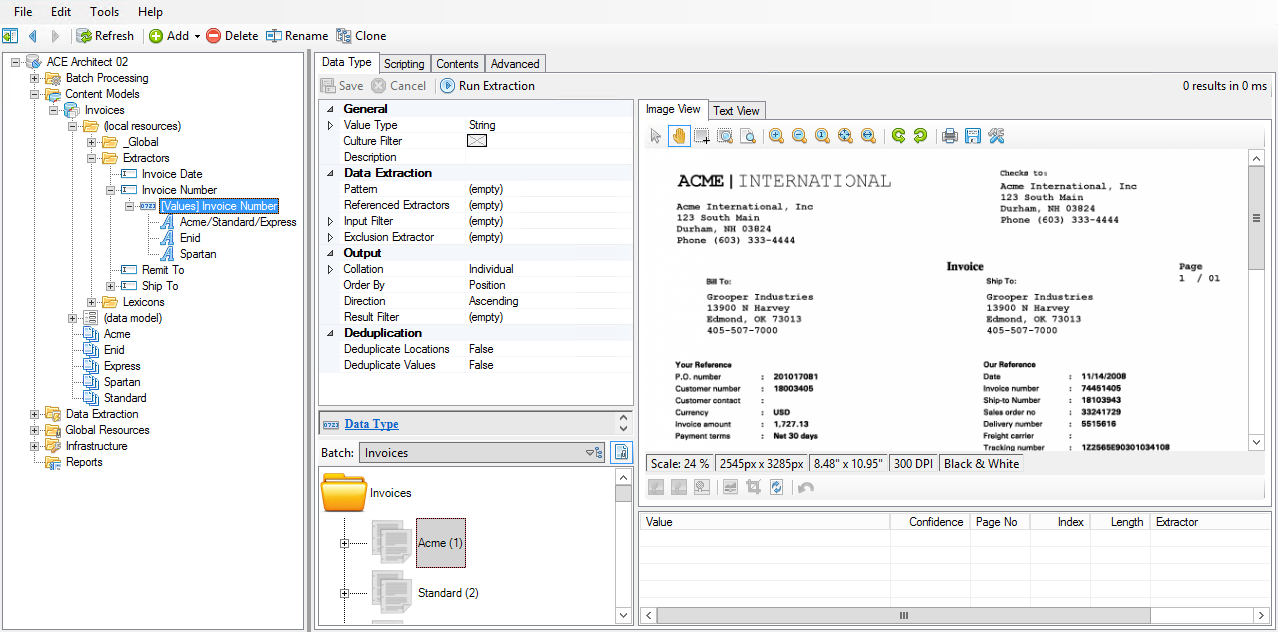 File Edit Tools Help
Refresh Add Delete Rename Clone
ACE Architect 02
Batch Processing
Content Models
Invoices
(local resources)
_Global
Extractors
Invoice Date
Invoice Number
[Values] Invoice Number
Acme/Standard/Express
Enid
Spartan
Remit To
Ship To
Lexicons
(data model)
Acme
Enid
Express
Spartan
Standard
Data Extraction
Global Resources
Infrastructure
Reports
Data Type Scripting Contents Advanced
Save Cancel Run Extraction 0 results in 0 ms
General
Value Type String
Culture Filter
Description
Data Extraction
Pattern (empty)
Referenced Extractors (empty)
Input Filter (empty)
Exclusion Extractor (empty)
Output
Collation Individual
Order By Position
Direction Ascending
Result Filter (empty)
Deduplication
Deduplicate Locations False
Deduplicate Values False
Data Type
Batch: Invoices
Invoices
Acme (1)
Standard (2)
Image View Text View
ACME | INTERNATIONAL
Acme International, Inc
123 South Main
Durham, NH 03824
Phone (603) 333-4444
Checks to:
Acme International, Inc
123 South Main
Durham, NH 03824
Phone (603) 333-4444
Invoice
Page
1 / 01
Bill To:
Grooper Industries
13900 N Harvey
Edmond, OK 73013
405-507-7000
Ship To:
Grooper Industries
13900 N Harvey
Edmond, OK 73013
405-507-7000
Your Reference
P.O. number : 201017081
Customer number : 18003405
Customer contact :
Currency : USD
Invoice amount : 1,727.13
Payment terms : Net 30 days
Our Reference
Date : 11/14/2008
Invoice number : 74451405
Ship-to Number : 18103943
Sales order no : 33241729
Delivery number : 5515616
Freight carrier :
Tracking number : 1Z2565E90301034108
Scale: 24 % 2545px x 3285px 8.48" x 10.95" 300 DPI Black & White
Value Confidence Page No Index Length Extractor